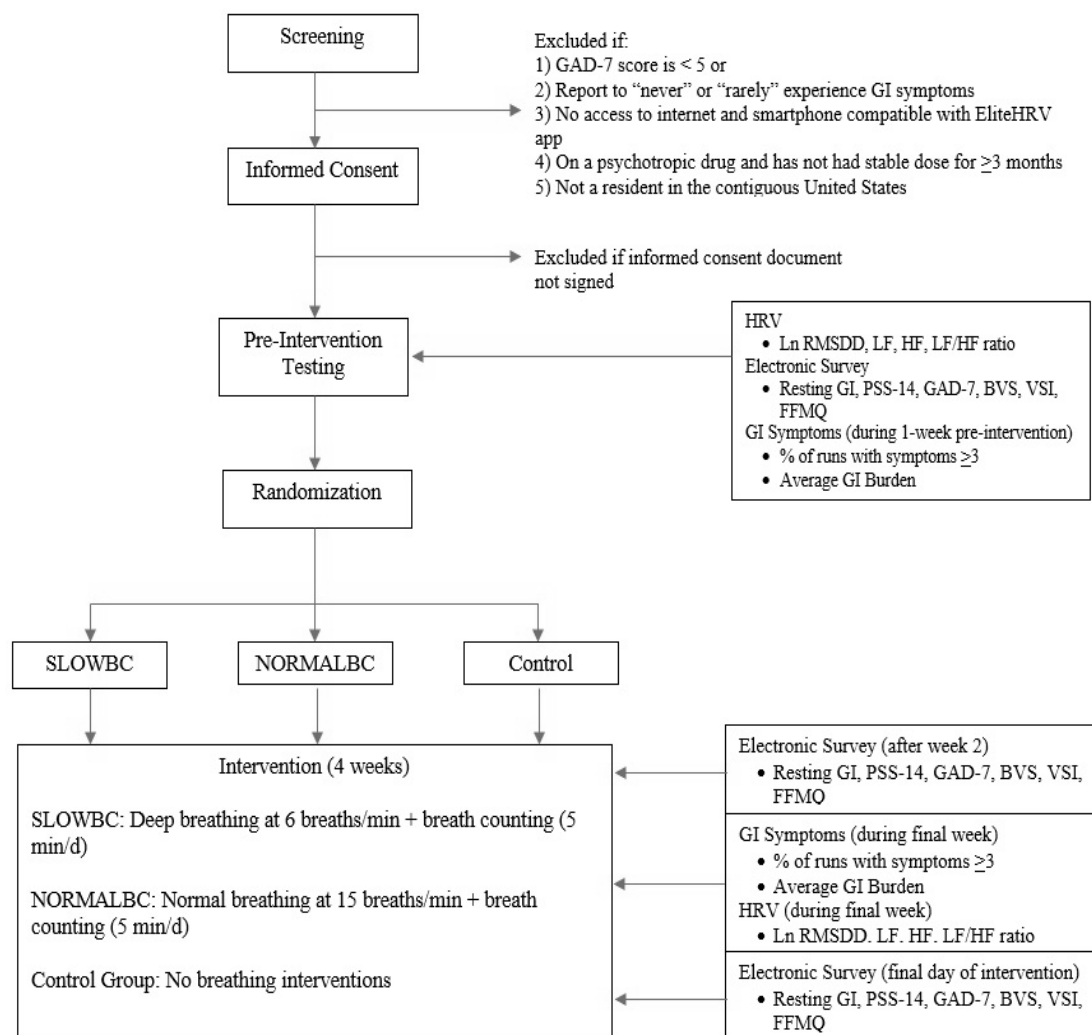 Screening
Excluded if:
1) GAD-7 score is < 5 or
2) Report to “never” or “rarely” experience GI symptoms
3) No access to internet and smartphone compatible with EliteHRV
app
4) On a psychotropic drug and has not had stable dose for ≥3 months
5) Not a resident in the contiguous United States
Informed Consent
Excluded if informed consent document
not signed
Pre-Intervention
Testing
HRV
• Ln RMSDD, LF, HF, LF/HF ratio
Electronic Survey
• Resting GI, PSS-14, GAD-7, BVS, VSI,
FFMQ
GI Symptoms (during 1-week pre-intervention)
• % of runs with symptoms ≥3
• Average GI Burden
Randomization
SLOWBC
NORMALBC
Control
Intervention (4 weeks)
SLOWBC: Deep breathing at 6 breaths/min + breath counting (5
min/d)
NORMALBC: Normal breathing at 15 breaths/min + breath
counting (5 min/d)
Control Group: No breathing interventions
Electronic Survey (after week 2)
• Resting GI, PSS-14, GAD-7, BVS, VSI,
FFMQ
GI Symptoms (during final week)
• % of runs with symptoms ≥3
• Average GI Burden
HRV (during final week)
• Ln RMSDD, LF, HF, LF/HF ratio
Electronic Survey (final day of intervention)
• Resting GI, PSS-14, GAD-7, BVS, VSI,
FFMQ